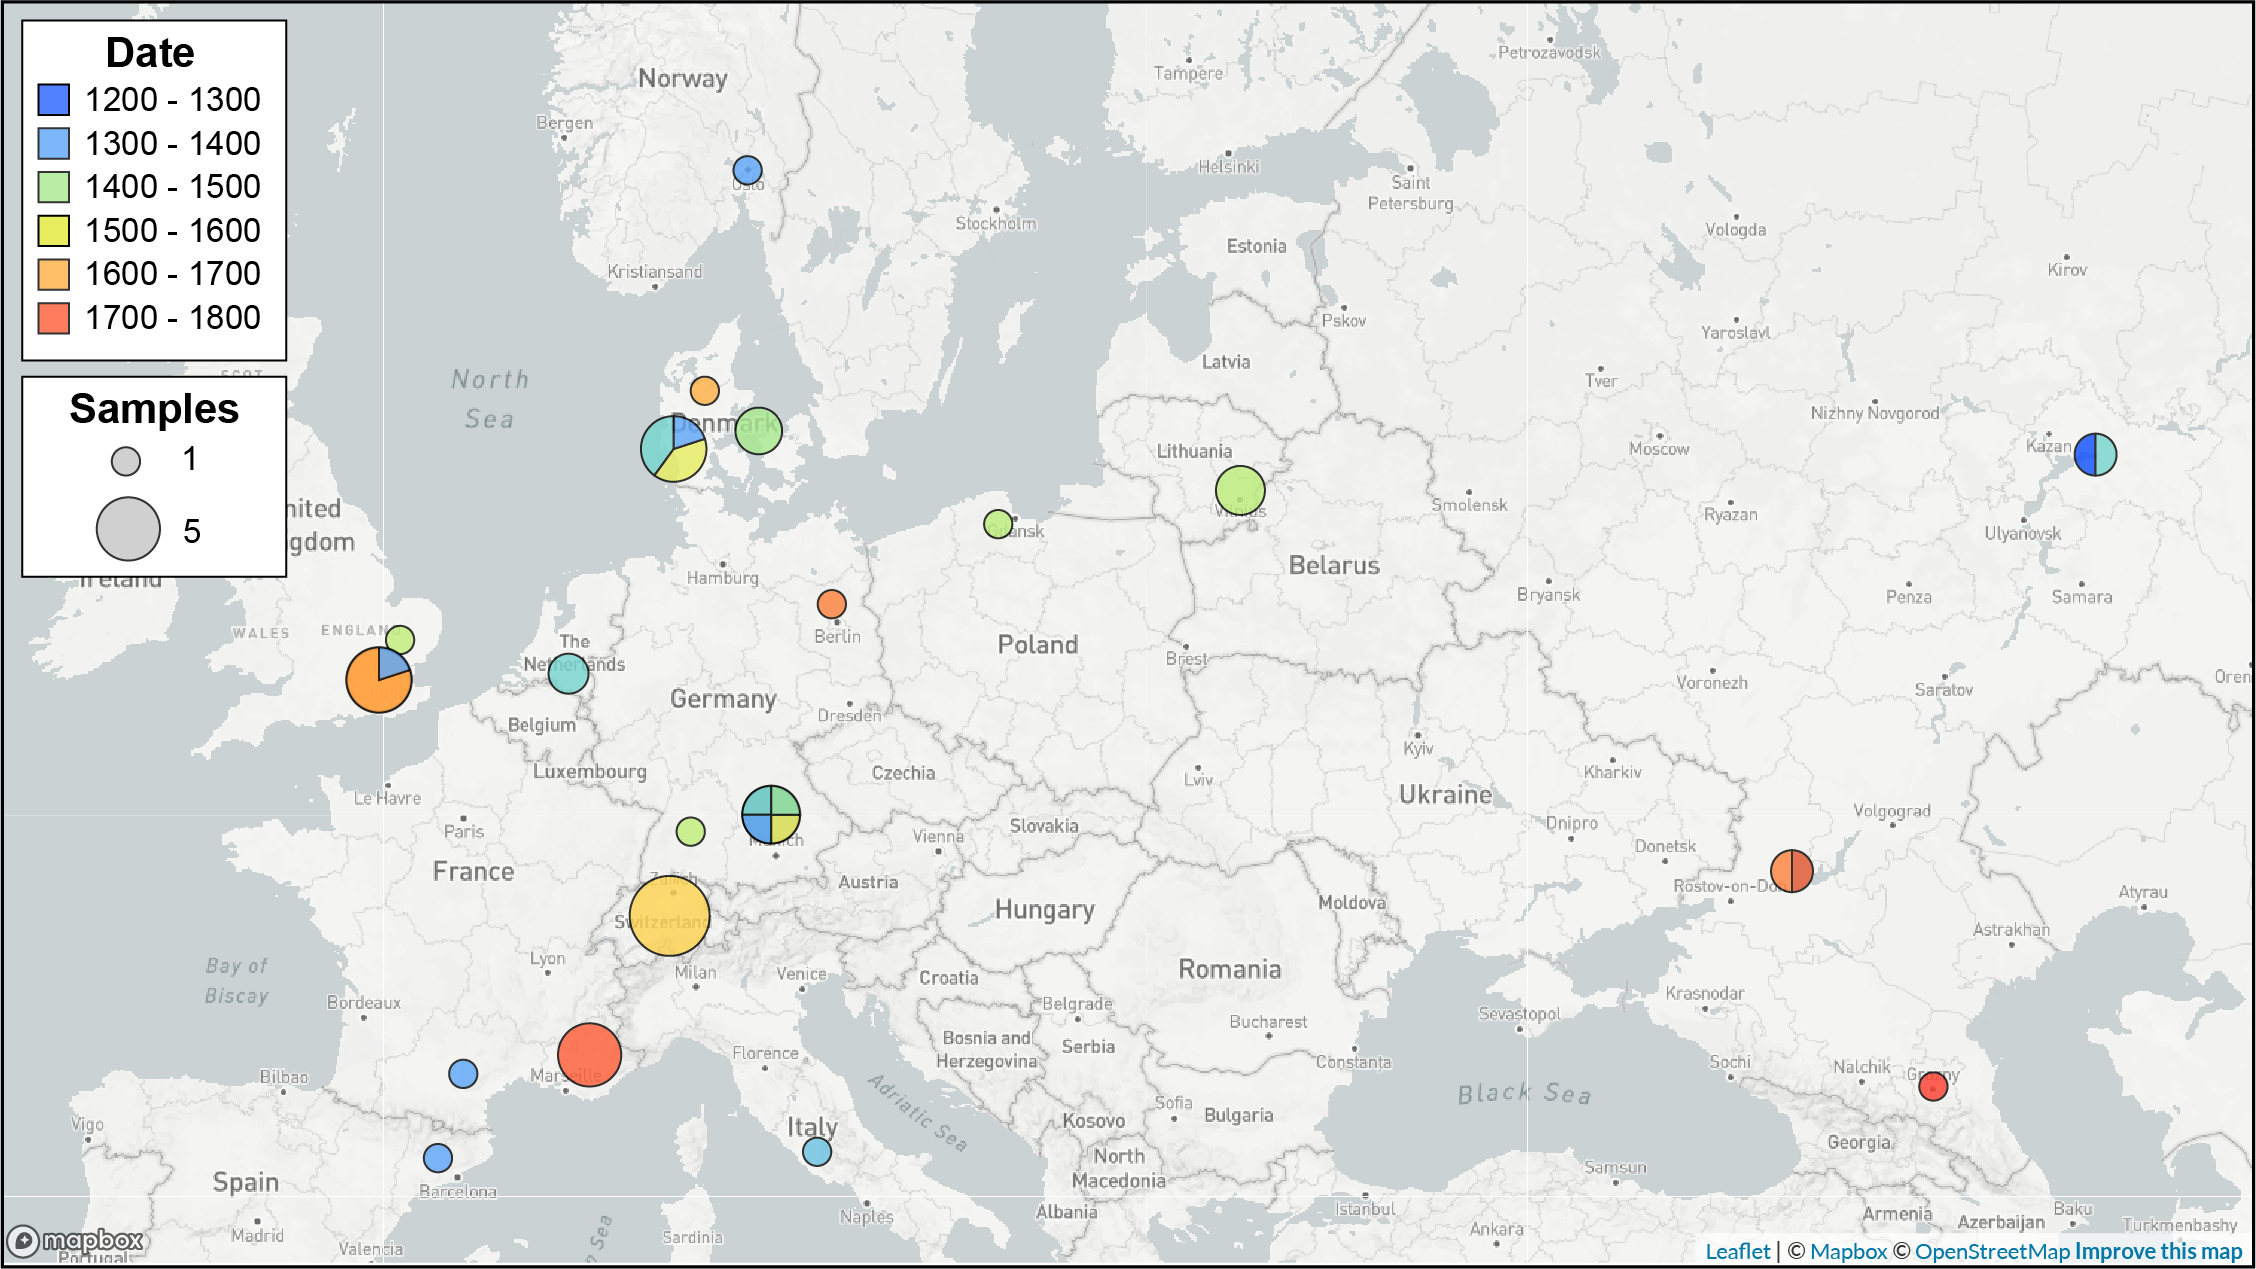 Date
1200 - 1300
1300 - 1400
1400 - 1500
1500 - 1600
1600 - 1700
1700 - 1800
Samples
1
5
Norway
Bergen
Oslo
Kristiansand
Stockholm
Tampere
Helsinki
Petrozavodsk
Saint
Petersburg
Vologda
Kirov
Estonia
Pskov
Yaroslavl
Latvia
Tver
Nizhny Novgorod
North
Sea
Denmark
Lithuania
Vilnius
Moscow
Kazan
Smolensk
Ryazan
Ulyanovsk
nited
gdom
Ireland
WALES
ENGLAND
Gdansk
Hamburg
Belarus
Bryansk
Penza
Samara
Berlin
The
Netherlands
Poland
Brest
Voronezh
Saratov
Oren
Germany
Belgium
Dresden
Kyiv
Luxembourg
Czechia
Lviv
Kharkiv
Ukraine
Le Havre
Paris
Volgograd
Slovakia
Vienna
Dnipro
Munich
Donetsk
France
Zurich
Austria
Rostov-on-Don
Atyrau
Switzerland
Hungary
Moldova
Astrakhan
Bay of
Biscay
Lyon
Milan
Venice
Croatia
Romania
Bordeaux
Belgrade
Krasnodar
Sevastopol
Bucharest
Bosnia and
Herzegovina
Serbia
Florence
Constanta
Sochi
Nalchik
Grozny
Bilbao
Marseille
Black Sea
Adriatic Sea
Sofia
Bulgaria
Kosovo
Vigo
Italy
Georgia
North
Macedonia
Spain
Barcelona
Samsun
Albania
Istanbul
Naples
Armenia
Baku
Azerbaijan
Turkmenbashy
Ankara
Sardinia
Madrid
Valencia
Sea
Portugal
mapbox
Leaflet | © Mapbox © OpenStreetMap Improve this map